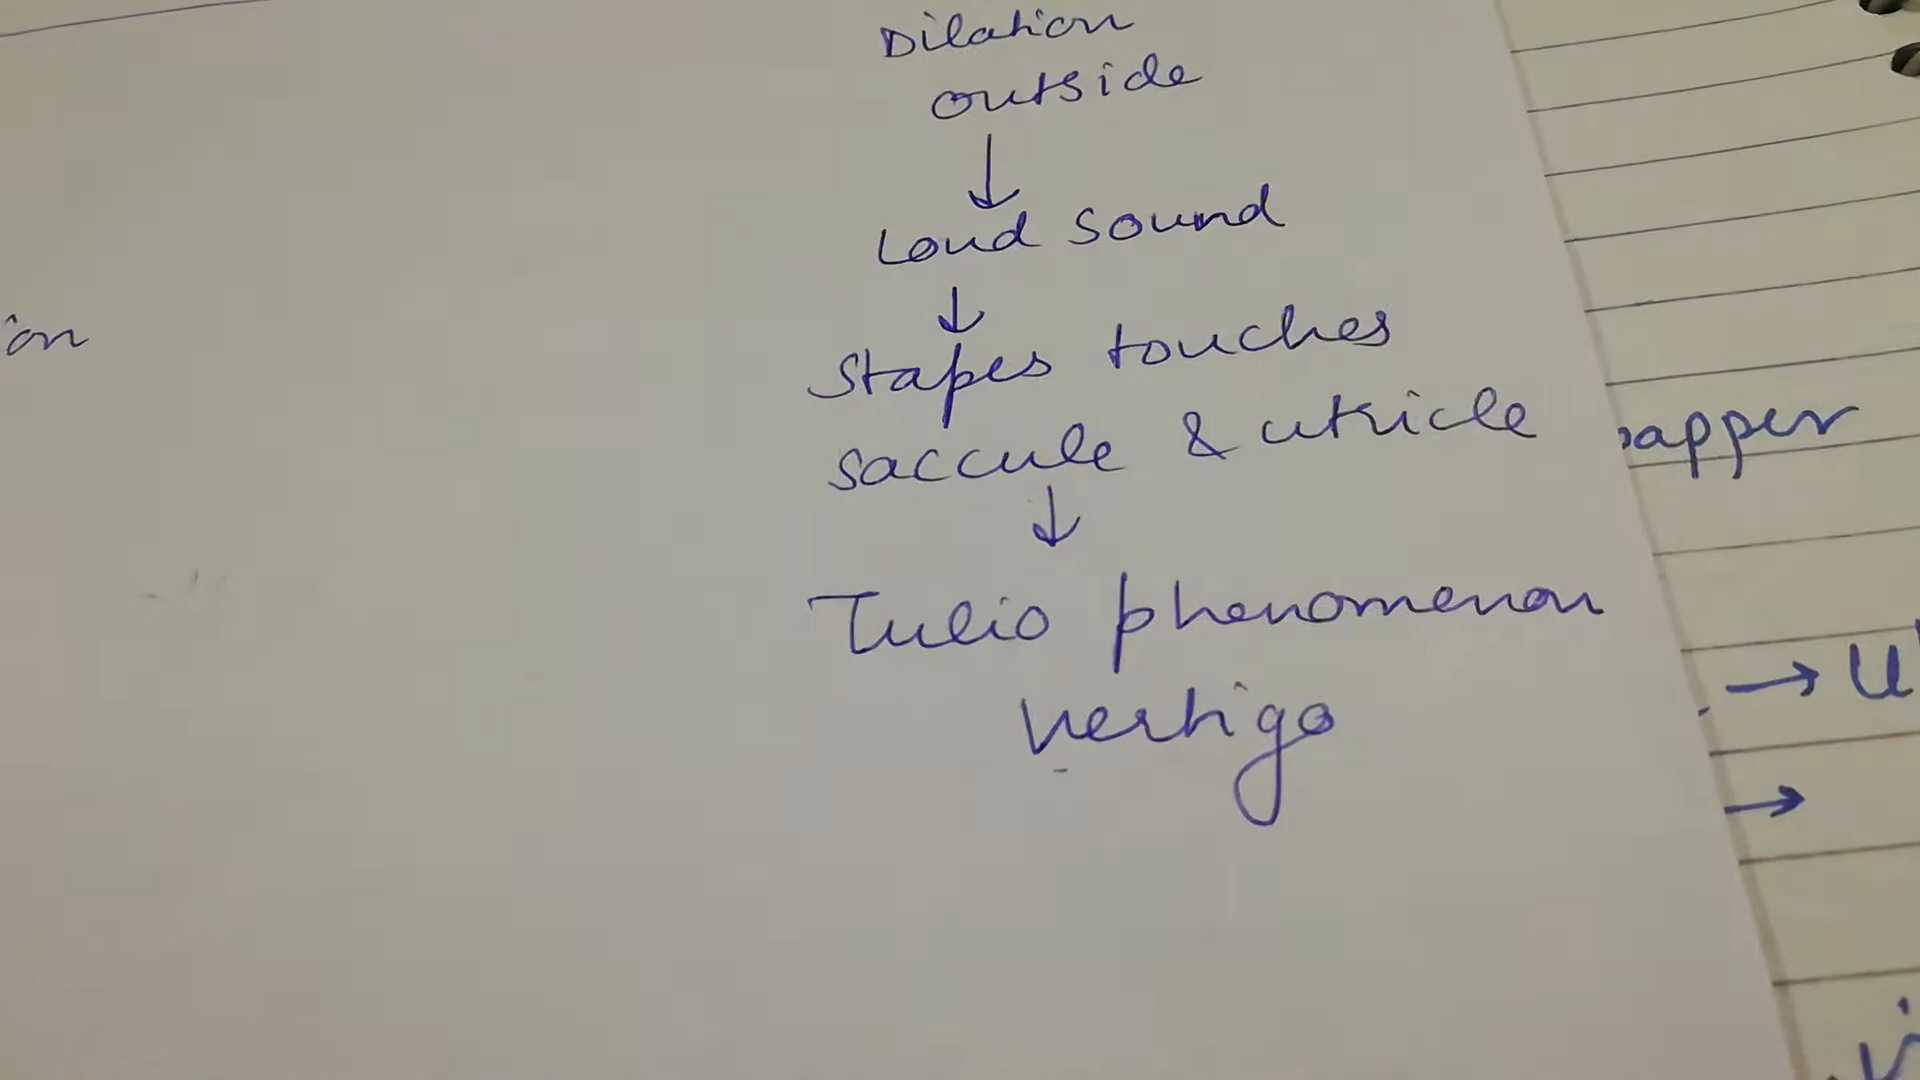 Dilation
outside
↓
Loud sound
↓
Stapes touches
saccule & utricle
↓
Tulio phenomenon
vertigo
→
→